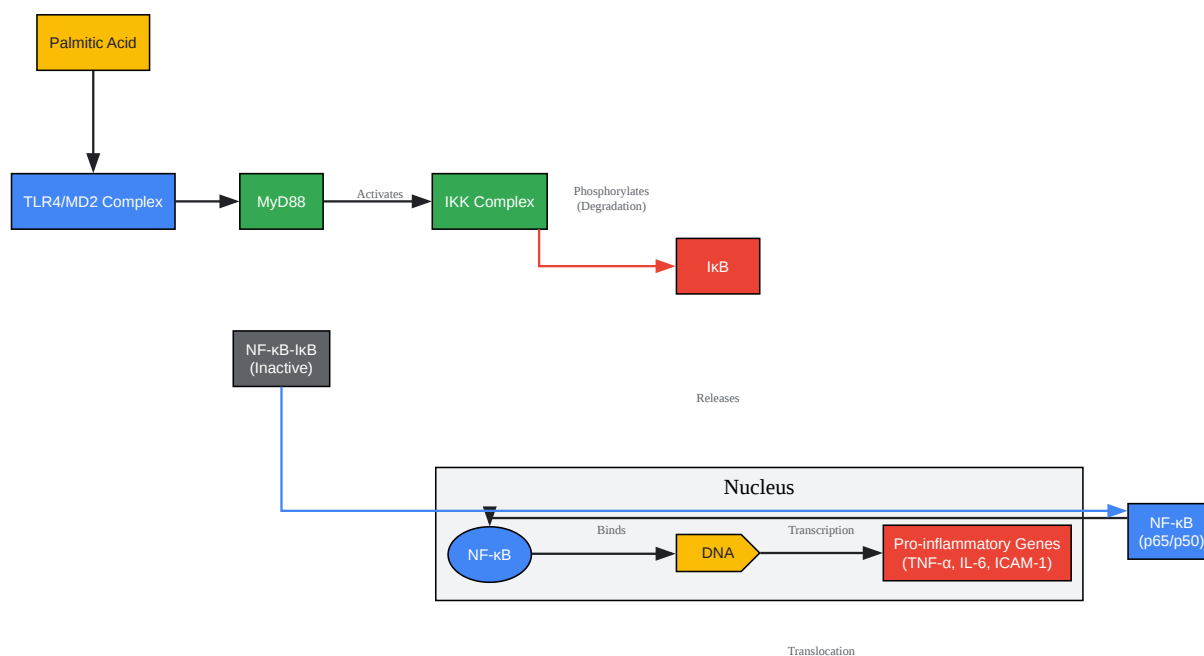 Palmitic Acid
TLR4/MD2 Complex
MyD88
Activates
IKK Complex
Phosphorylates
(Degradation)
IκB
NF-κB-IκB
(Inactive)
Releases
Nucleus
NF-κB
Binds
DNA
Transcription
Pro-inflammatory Genes
(TNF-α, IL-6, ICAM-1)
NF-κB
(p65/p50)
Translocation